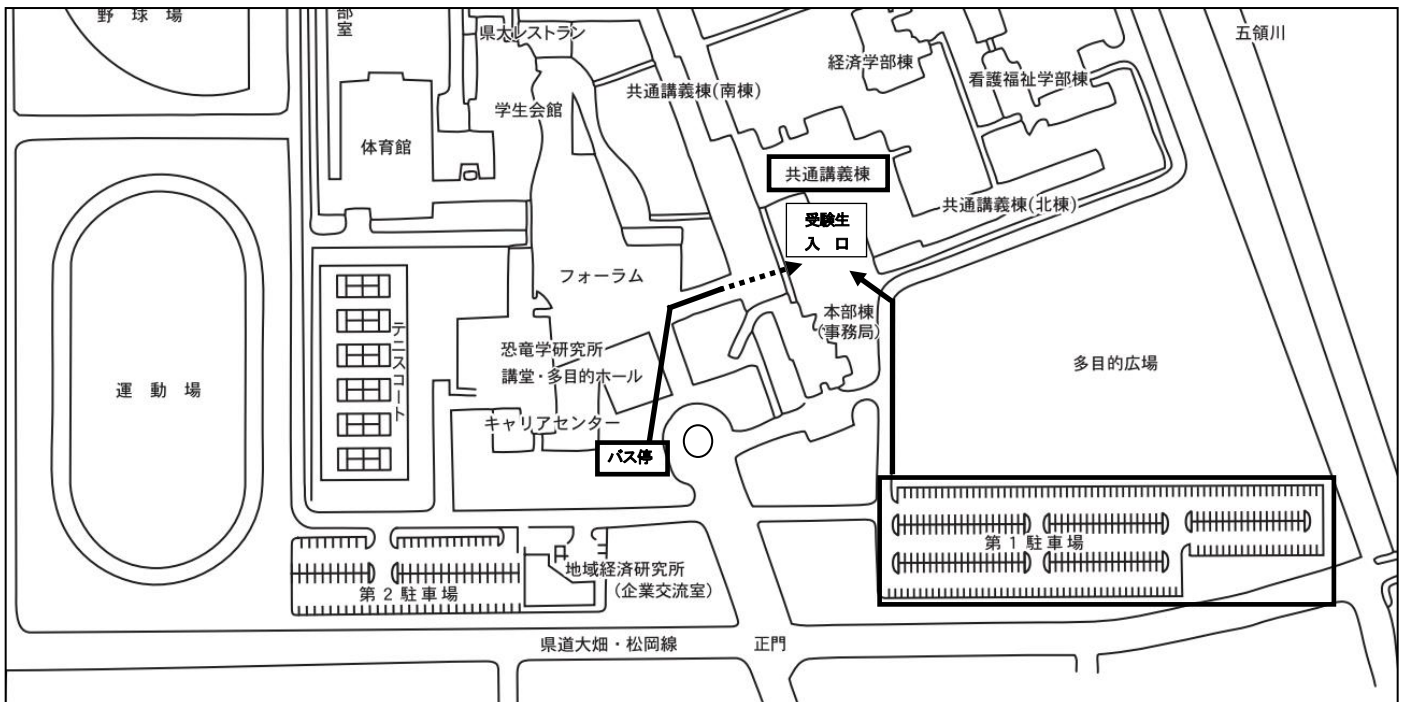 野球場
部室
県大レストラン
五領川
経済学部棟
看護福祉学部棟
共通講義棟(南棟)
学生会館
体育館
共通講義棟
共通講義棟(北棟)
受験生
入 口
フォーラム
本部棟
(事務局)
テニスコート
恐竜学研究所
講堂・多目的ホール
運 動 場
多目的広場
キャリアセンター
バス停
第1駐車場
地域経済研究所
(企業交流室)
第2駐車場
県道大畑・松岡線
正門